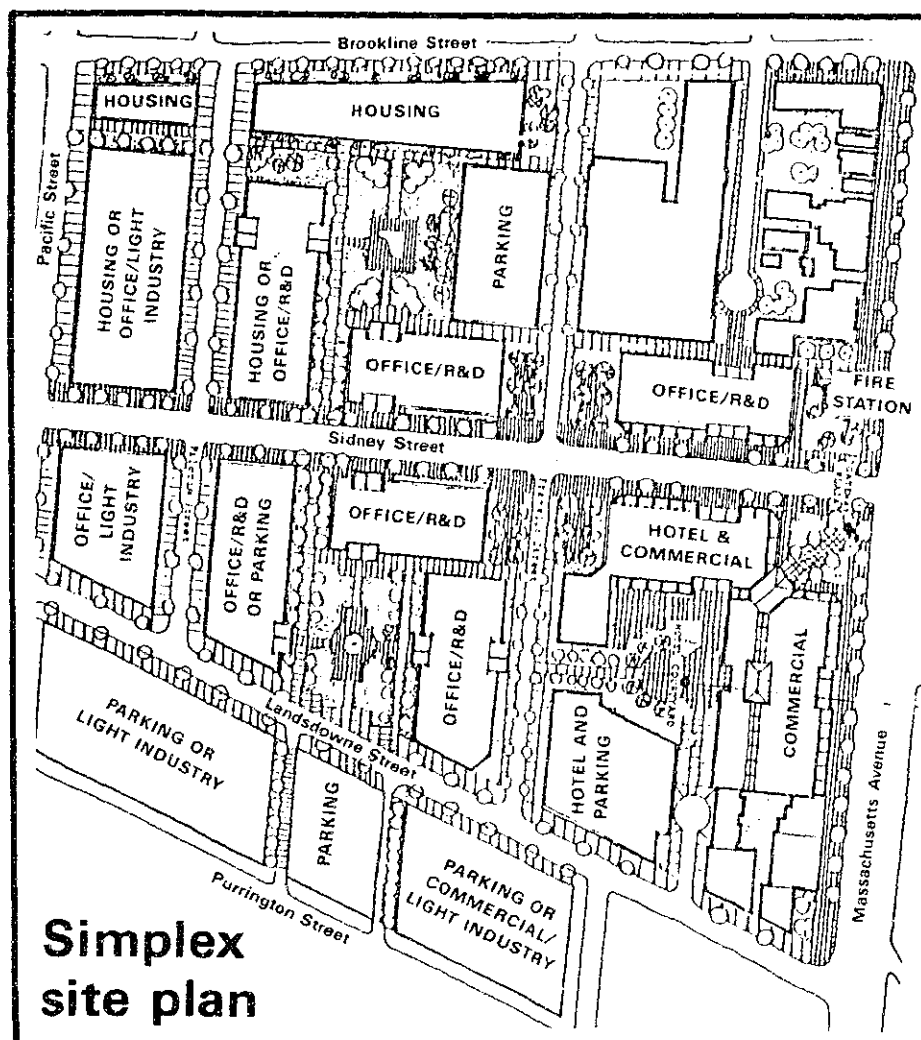 Brookline Street
HOUSING
HOUSING
Pacific Street
HOUSING OR
OFFICE/LIGHT
INDUSTRY
HOUSING OR
OFFICE/R&D
PARKING
OFFICE/R&D
OFFICE/R&D
FIRE
STATION
Sidney Street
OFFICE/
LIGHT
INDUSTRY
OFFICE/R&D
OR PARKING
OFFICE/R&D
HOTEL &
COMMERCIAL
OFFICE/R&D
COMMERCIAL
HOTEL AND
PARKING
Landsdowne Street
PARKING OR
LIGHT INDUSTRY
PARKING
PARKING OR
COMMERCIAL/
LIGHT INDUSTRY
Purrington Street
Massachusetts Avenue
Simplex
site plan